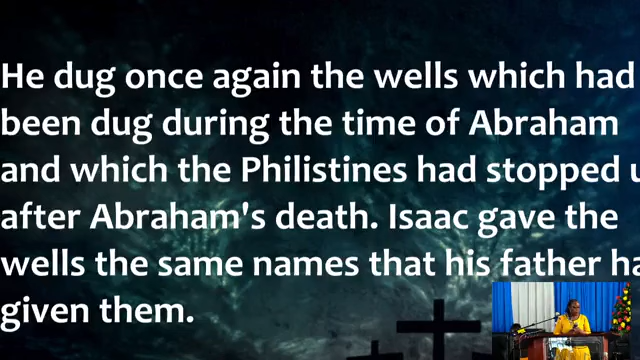 He dug once again the wells which had
been dug during the time of Abraham
and which the Philistines had stopped
after Abraham's death. Isaac gave the
wells the same names that his father
given them.